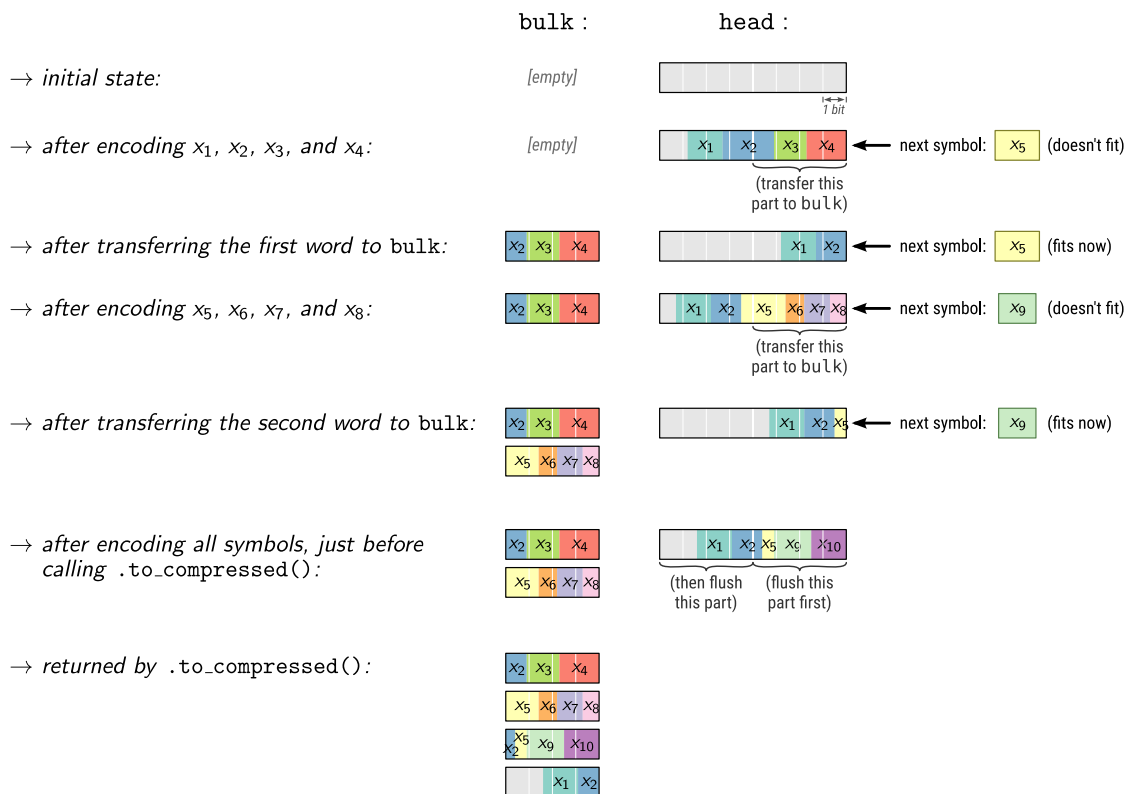 bulk : head :
→ initial state: [empty]
1 bit
→ after encoding x1, x2, x3, and x4: [empty] x1 x2 x3 x4 next symbol: x5 (doesn't fit)
(transfer this
part to bulk)
→ after transferring the first word to bulk: x2 x3 x4 x1 x2 next symbol: x5 (fits now)
→ after encoding x5, x6, x7, and x8: x2 x3 x4 x1 x2 x5 x6 x7 x8 next symbol: x9 (doesn't fit)
(transfer this
part to bulk)
→ after transferring the second word to bulk: x2 x3 x4 x1 x2 x5 next symbol: x9 (fits now)
x5 x6 x7 x8
→ after encoding all symbols, just before x2 x3 x4 x1 x2 x5 x9 x10
calling .to_compressed(): x5 x6 x7 x8
(then flush (flush this
this part) part first)
→ returned by .to_compressed(): x2 x3 x4
x5 x6 x7 x8
x2 x5 x9 x10
x1 x2